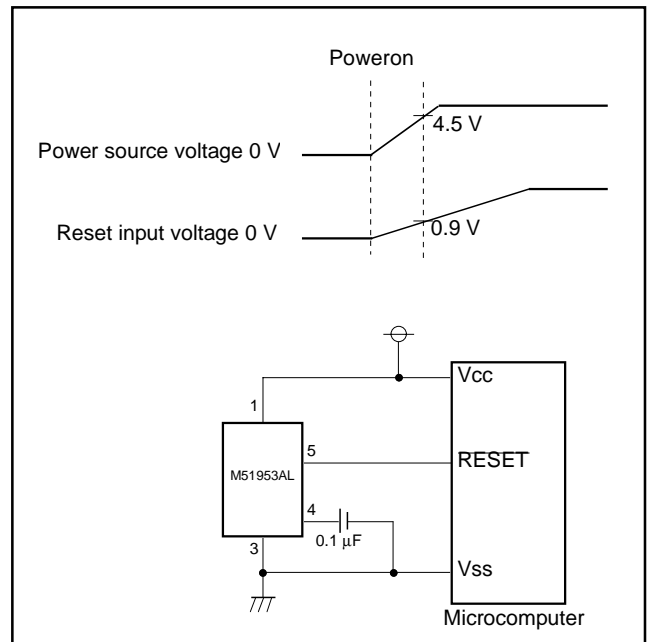 Poweron
4.5 V
Power source voltage 0 V
0.9 V
Reset input voltage 0 V
Vcc
1
5
RESET
M51953AL
4
0.1 μF
3
Vss
Microcomputer